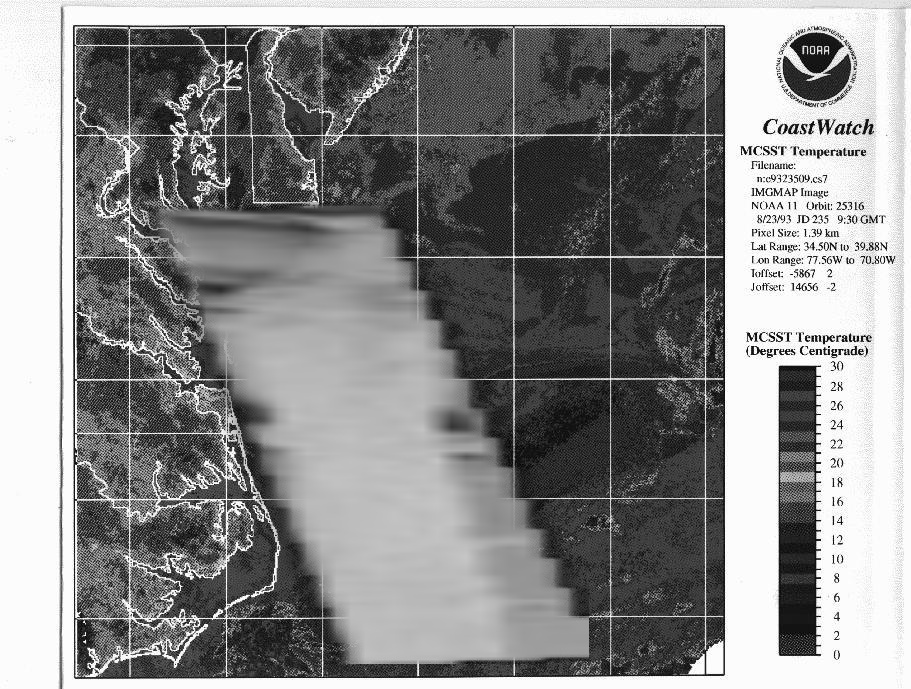 NATIONAL OCEANIC AND ATMOSPHERIC ADMINISTRATION
U.S. DEPARTMENT OF COMMERCE
NOAA
CoastWatch
MCSST Temperature
Filename:
n:c9323509.cs7
IMGMAP Image
NOAA 11 Orbit: 25316
8/23/93 JD 235 9:30 GMT
Pixel Size: 1.39 km
Lat Range: 34.50N to 39.88N
Lon Range: 77.56W to 70.80W
Ioffset: -5867 2
Joffset: 14656 -2
MCSST Temperature
(Degrees Centigrade)
30
28
26
24
22
20
18
16
14
12
10
8
6
4
2
0